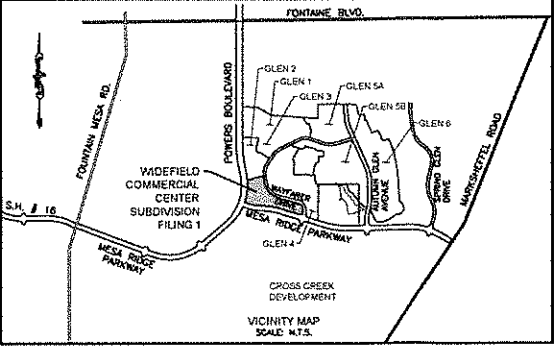 FONTAINE BLVD.
FOUNTAIN MESA RD.
POWERS BOULEVARD
GLEN 2
GLEN 1
GLEN 3
GLEN 5A
GLEN 5B
GLEN 6
AUTUMN GLEN
AVENUE
SPRING GLEN
DRIVE
MARKSHEFFEL ROAD
WIDEFIELD
COMMERCIAL
CENTER
SUBDIVISION
FILING 1
WAYFARER
DRIVE
S.H. # 16
MESA RIDGE
PARKWAY
MESA RIDGE PARKWAY
GLEN 4
CROSS CREEK
DEVELOPMENT
VICINITY MAP
SCALE: N.T.S.